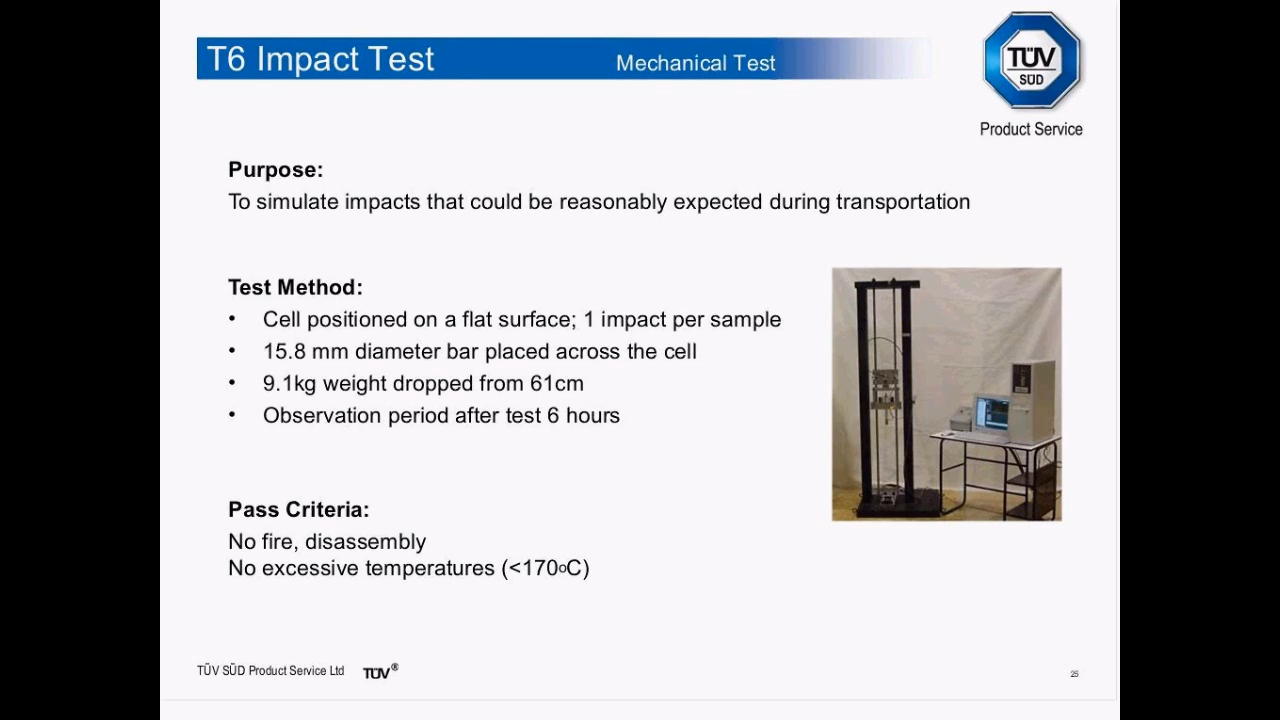 T6 Impact Test
Mechanical Test
TÜV
SÜD
Product Service
Purpose:
To simulate impacts that could be reasonably expected during transportation
Test Method:
• Cell positioned on a flat surface; 1 impact per sample
• 15.8 mm diameter bar placed across the cell
• 9.1kg weight dropped from 61cm
• Observation period after test 6 hours
Pass Criteria:
No fire, disassembly
No excessive temperatures (<170oC)
TÜV SÜD Product Service Ltd
TÜV®
25